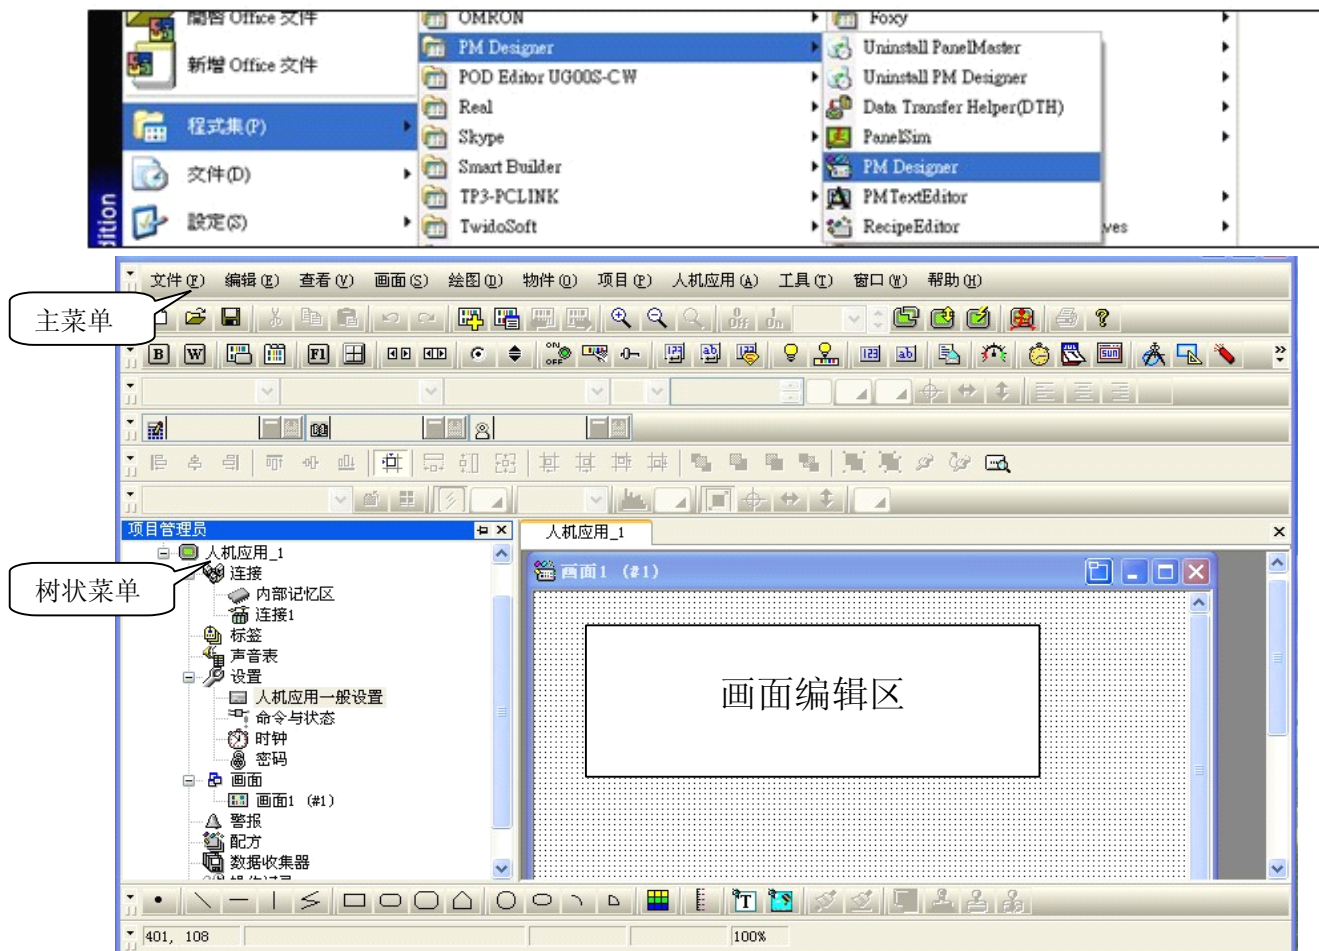 開啓 Office 文件
新增 Office 文件
程式集(P)
文件(D)
設定(S)
dition
OMRON
PM Designer
POD Editor UG00S-CW
Real
Skype
Smart Builder
TP3-PCLINK
TwidoSoft
Foxy
Uninstall PanelMaster
Uninstall PM Designer
Data Transfer Helper(DTH)
PanelSim
PM Designer
PMTextEditor
RecipeEditor
ves
文件(F) 编辑(E) 查看(V) 画面(S) 绘图(D) 物件(O) 项目(P) 人机应用(A) 工具(T) 窗口(W) 帮助(H)
主菜单
项目管理员
人机应用_1
人机应用_1
连接
内部记忆区
连接1
标签
声音表
设置
人机应用一般设置
命令与状态
时钟
密码
画面
画面1 (#1)
警报
配方
数据收集器
树状菜单
画面1 (#1)
画面编辑区
401, 108
100%